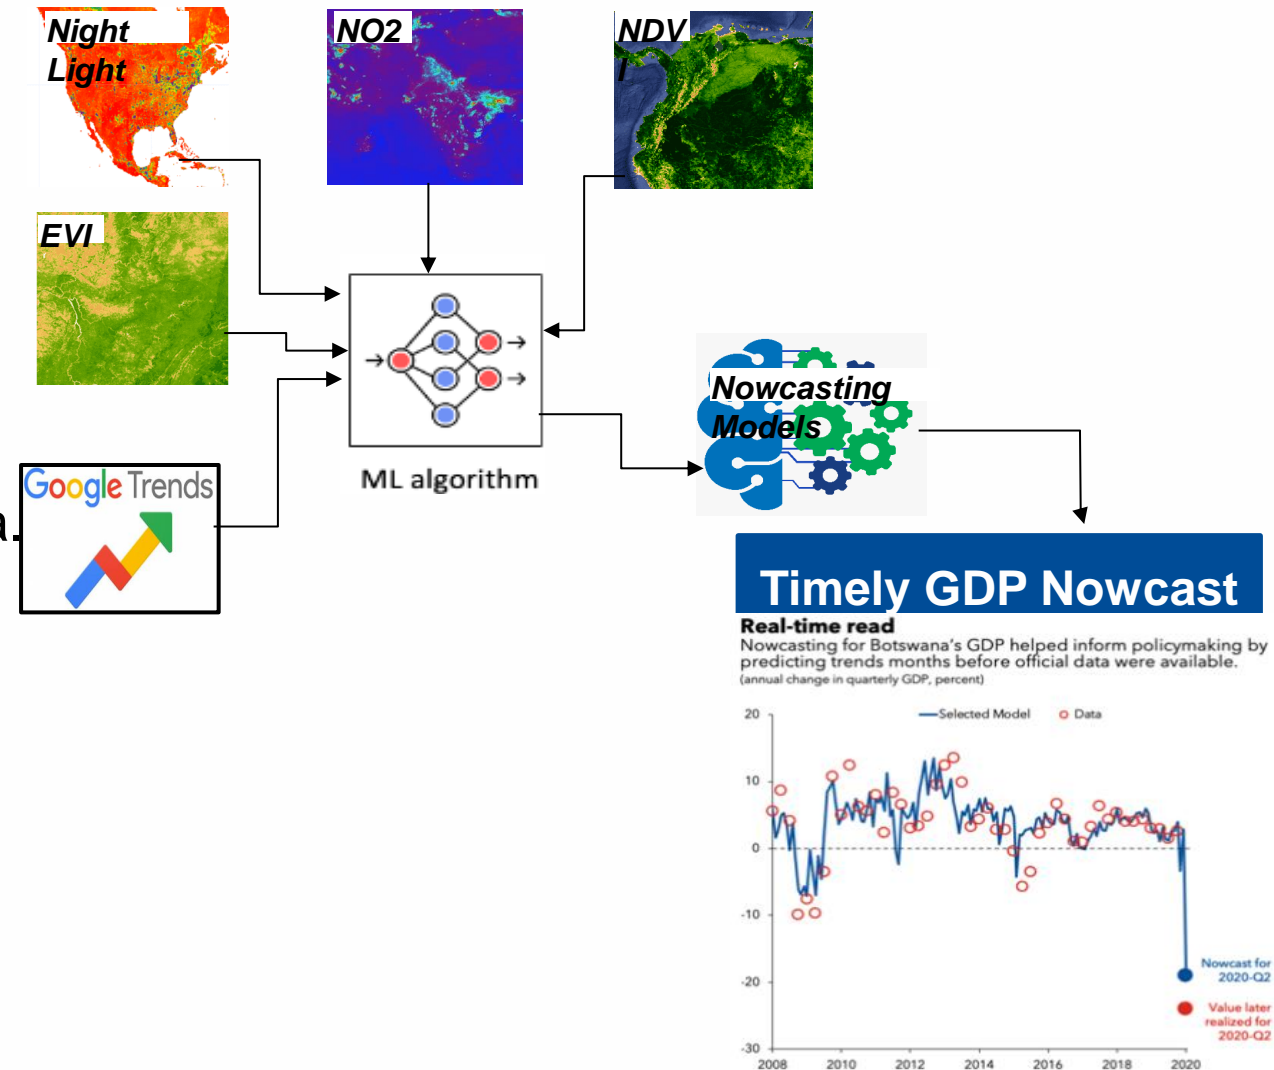 Night
Light
NO2
NDV
I
EVI
ML algorithm
Nowcasting
Models
Google Trends
a.
Timely GDP Nowcast
Real-time read
Nowcasting for Botswana's GDP helped inform policymaking by
predicting trends months before official data were available.
(annual change in quarterly GDP, percent)
Selected Model
Data
20
10
0
-10
-20
-30
Nowcast for
2020-Q2
Value later
realized for
2020-Q2
2008
2010
2012
2014
2016
2018
2020